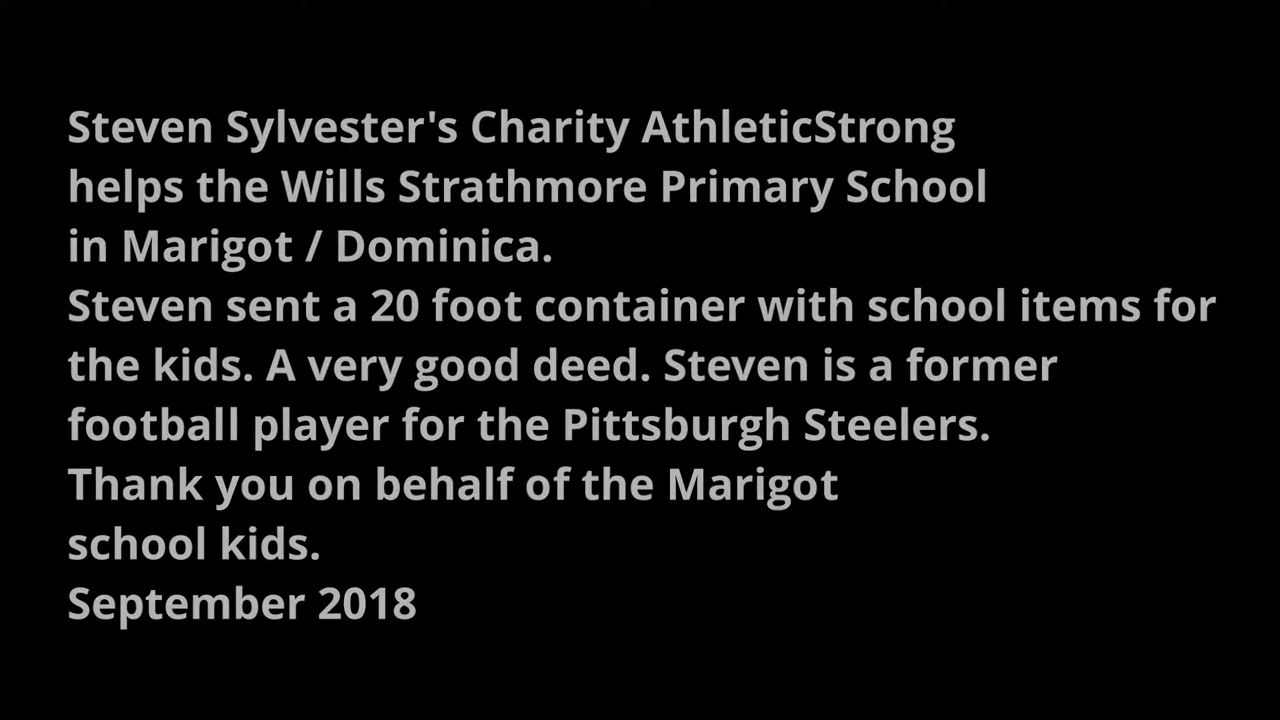 Steven Sylvester's Charity AthleticStrong
helps the Wills Strathmore Primary School
in Marigot / Dominica.
Steven sent a 20 foot container with school items for
the kids. A very good deed. Steven is a former
football player for the Pittsburgh Steelers.
Thank you on behalf of the Marigot
school kids.
September 2018